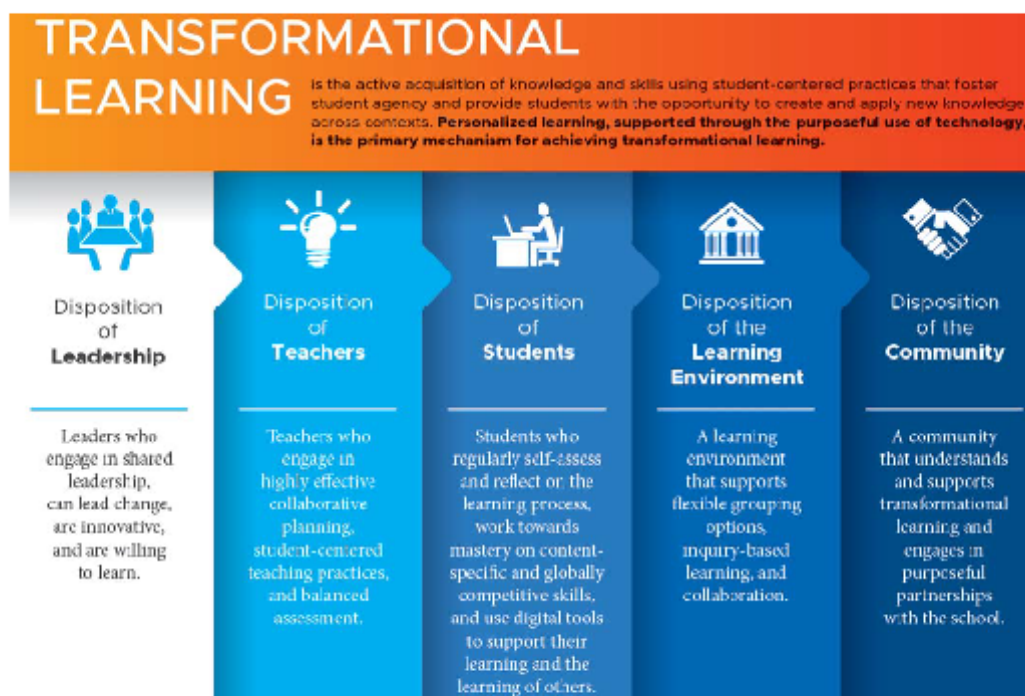 TRANSFORMATIONAL
LEARNING
is the active acquisition of knowledge and skills using student-centered practices that foster
student agency and provide students with the opportunity to create and apply new knowledge
across contexts. Personalized learning, supported through the purposeful use of technology,
is the primary mechanism for achieving transformational learning.
Disposition
of
Leadership
Leaders who
engage in shared
leadership,
can lead change,
are innovative,
and are willing
to learn.
Disposition
of
Teachers
Teachers who
engage in
highly effective
collaborative
planning,
student-centered
teaching practices,
and balanced
assessment.
Disposition
of
Students
Students who
regularly self-assess
and reflect on the
learning process,
work towards
mastery on content-
specific and globally
competitive skills,
and use digital tools
to support their
learning and the
learning of others.
Disposition
of the
Learning
Environment
A learning
environment
that supports
flexible grouping
options,
inquiry-based
learning, and
collaboration.
Disposition
of the
Community
A community
that understands
and supports
transformational
learning and
engages in
purposeful
partnerships
with the school.